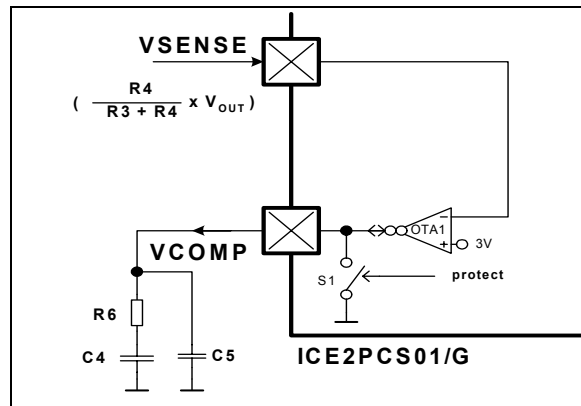 VSENSE
( R4
R3 + R4 x VOUT )
OTA1
−
+
3V
VCOMP
S1
protect
R6
C4
C5
ICE2PCS01/G